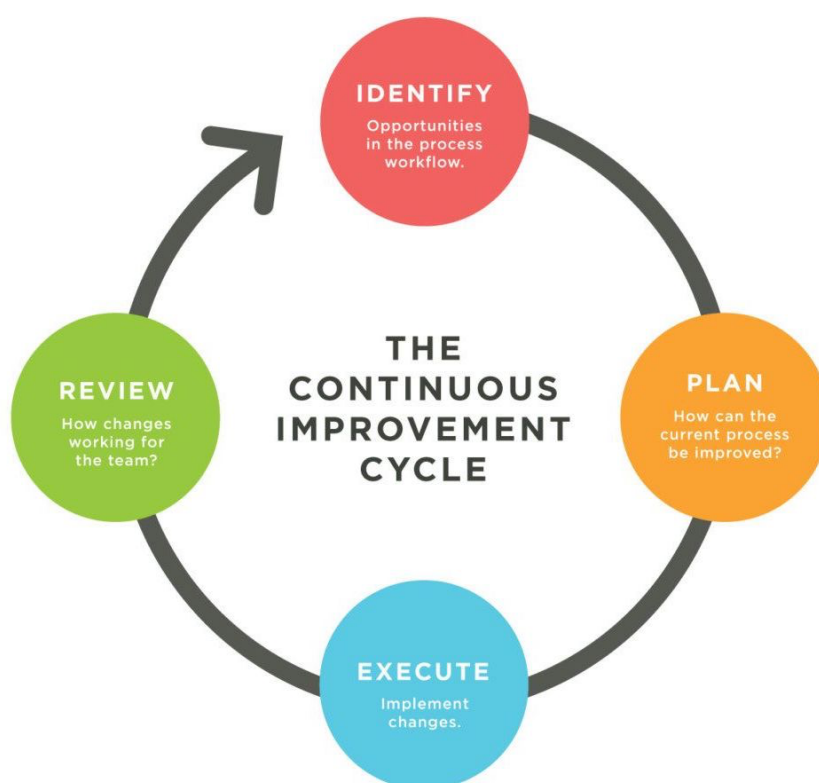 IDENTIFY
Opportunities
in the process
workflow.
THE
CONTINUOUS
IMPROVEMENT
CYCLE
PLAN
How can the
current process
be improved?
EXECUTE
Implement
changes.
REVIEW
How changes
working for
the team?